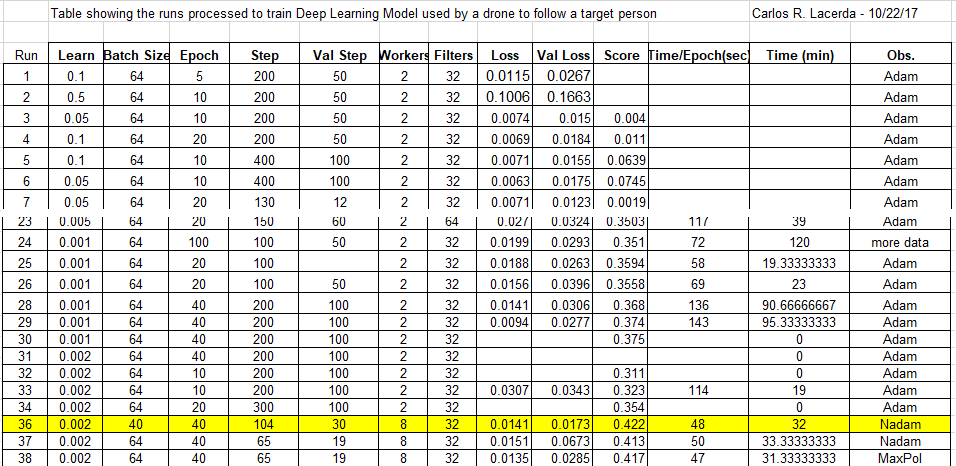 Table showing the runs processed to train Deep Learning Model used by a drone to follow a target person Carlos R. Lacerda - 10/22/17
Run Learn Batch Size Epoch Step Val Step Workers Filters Loss Val Loss Score Time/Epoch(sec) Time (min) Obs.
1 0.1 64 5 200 50 2 32 0.0115 0.0267 Adam
2 0.5 64 10 200 50 2 32 0.1006 0.1663 Adam
3 0.05 64 10 200 50 2 32 0.0074 0.015 0.004 Adam
4 0.1 64 20 200 50 2 32 0.0069 0.0184 0.011 Adam
5 0.1 64 10 400 100 2 32 0.0071 0.0155 0.0639 Adam
6 0.05 64 10 400 100 2 32 0.0063 0.0175 0.0745 Adam
7 0.05 64 20 130 12 2 32 0.0071 0.0123 0.0019 Adam
23 0.005 64 20 150 60 2 64 0.027 0.0324 0.3503 117 39 Adam
24 0.001 64 100 100 50 2 32 0.0199 0.0293 0.351 72 120 more data
25 0.001 64 20 100 2 32 0.0188 0.0263 0.3594 58 19.33333333 Adam
26 0.001 64 20 100 50 2 32 0.0156 0.0396 0.3558 69 23 Adam
28 0.001 64 40 200 100 2 32 0.0141 0.0306 0.368 136 90.66666667 Adam
29 0.001 64 40 200 100 2 32 0.0094 0.0277 0.374 143 95.33333333 Adam
30 0.001 64 40 200 100 2 32 0.375 0 Adam
31 0.002 64 40 200 100 2 32 0 Adam
32 0.002 64 10 200 100 2 32 0.311 0 Adam
33 0.002 64 10 200 100 2 32 0.0307 0.0343 0.323 114 19 Adam
34 0.002 64 20 300 100 2 32 0.354 0 Adam
36 0.002 40 40 104 30 8 32 0.0141 0.0173 0.422 48 32 Nadam
37 0.002 64 40 65 19 8 32 0.0151 0.0673 0.413 50 33.33333333 Nadam
38 0.002 64 40 65 19 8 32 0.0135 0.0285 0.417 47 31.33333333 MaxPol